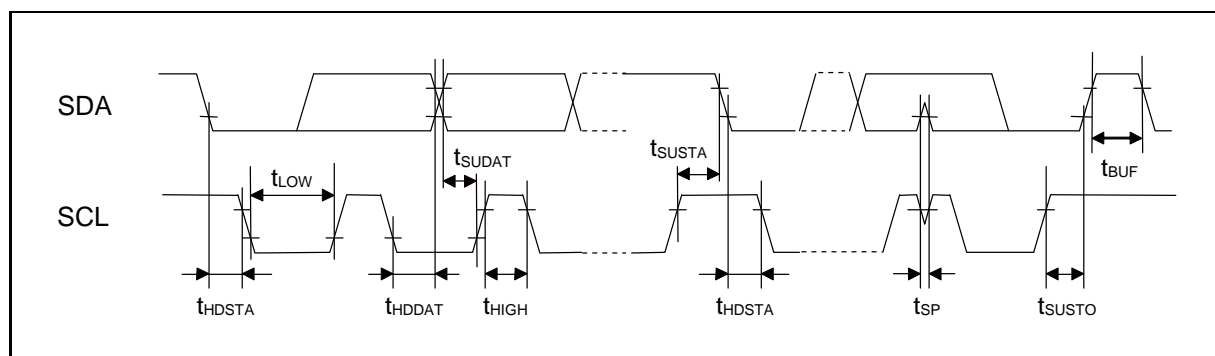 SDA
tSUDAT
tSUSTA
tBUF
tLOW
SCL
tHDSTA
tHDDAT
tHIGH
tHDSTA
tSP
tSUSTO